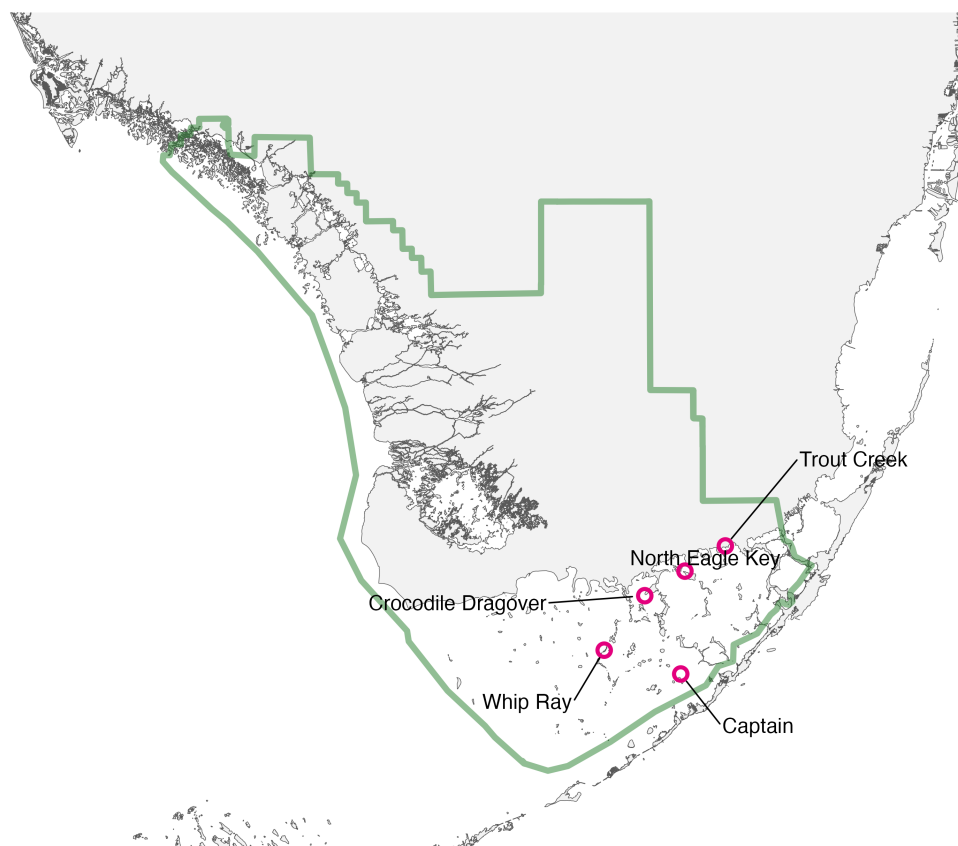 Trout Creek
North Eagle Key
Crocodile Dragover
Whip Ray
Captain